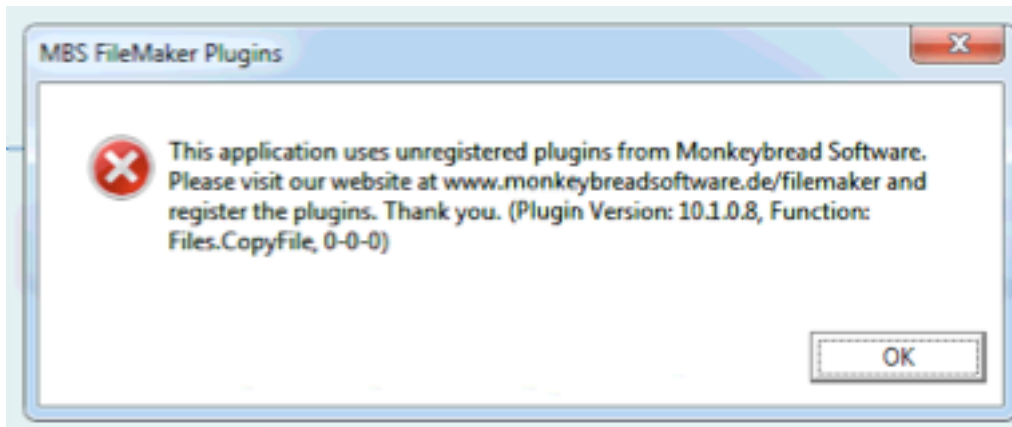 MBS FileMaker Plugins
This application uses unregistered plugins from Monkeybread Software.
Please visit our website at www.monkeybreadsoftware.de/filemaker and
register the plugins. Thank you. (Plugin Version: 10.1.0.8, Function:
Files.CopyFile, 0-0-0)
OK